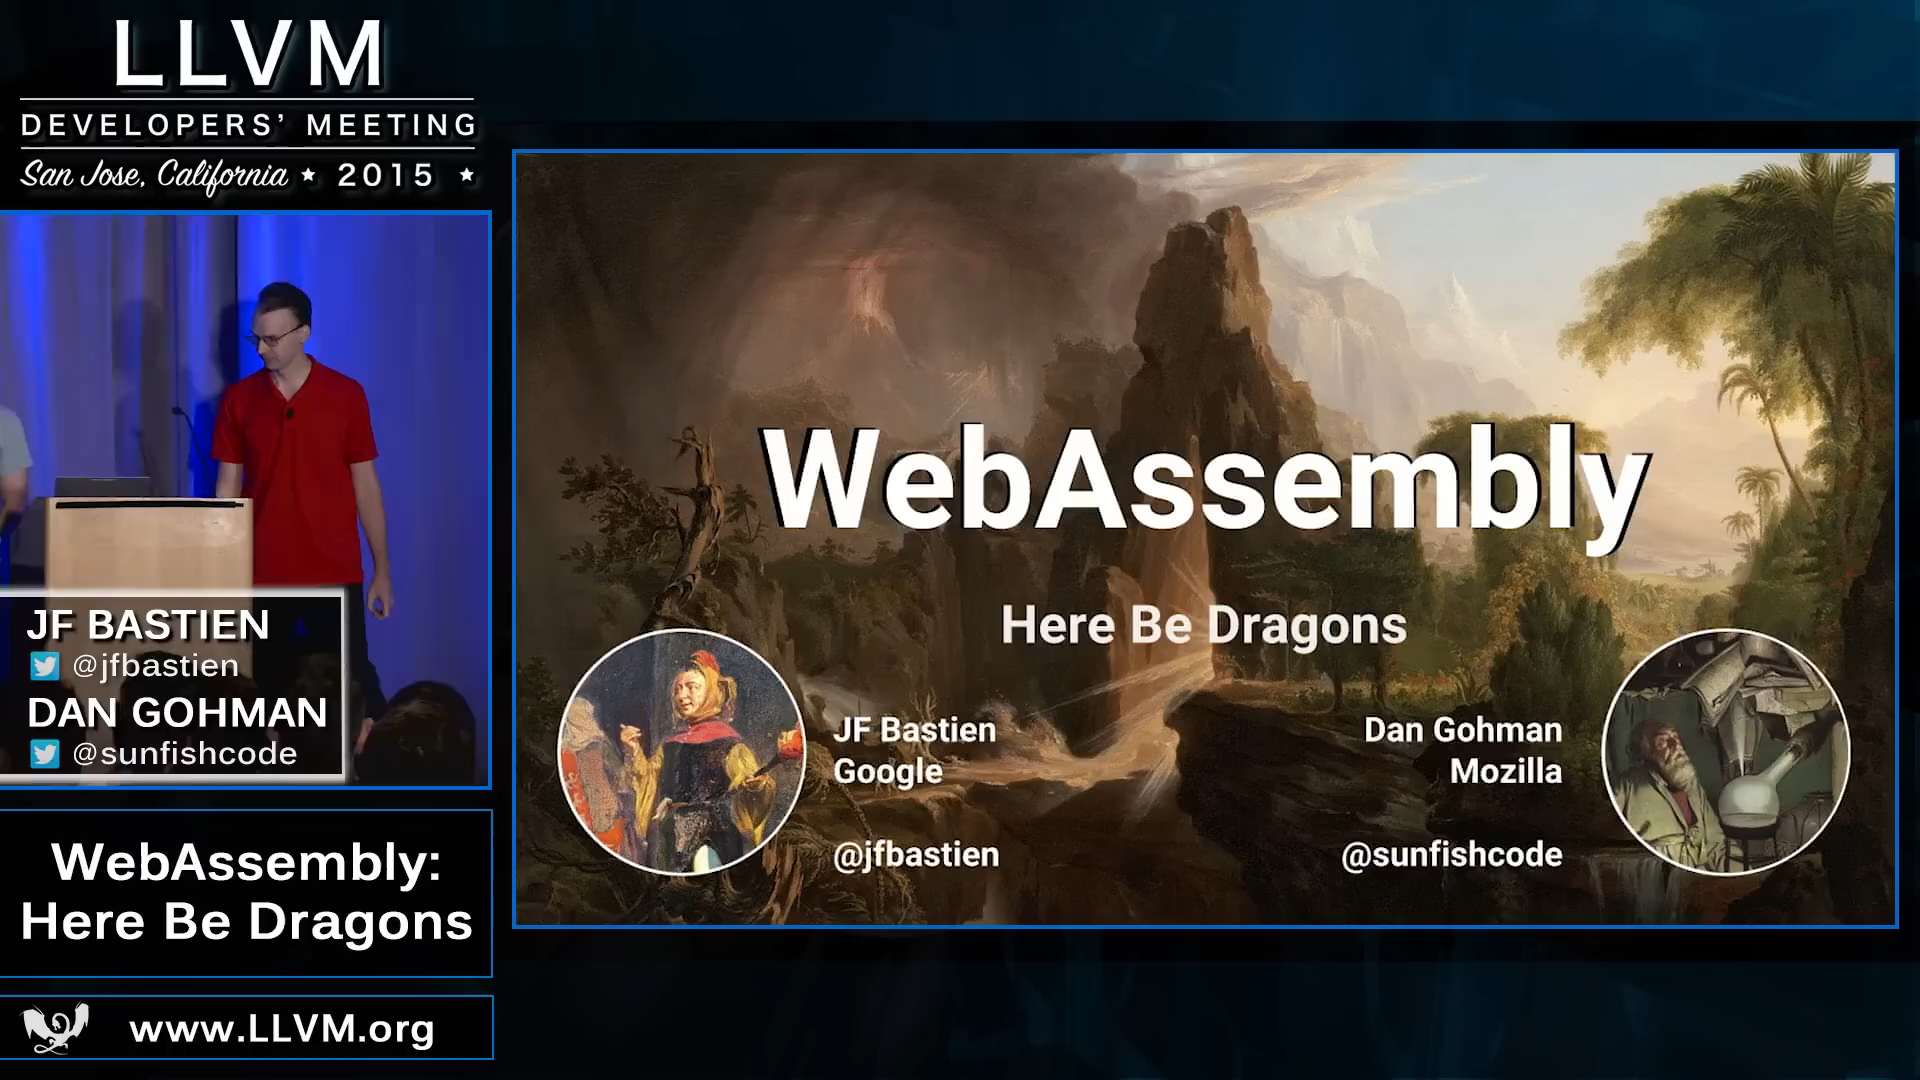 LLVM
DEVELOPERS’ MEETING
San Jose, California ★ 2015 ★
JF BASTIEN
@jfbastien
DAN GOHMAN
@sunfishcode
WebAssembly:
Here Be Dragons
www.LLVM.org
WebAssembly
Here Be Dragons
JF Bastien
Google
@jfbastien
Dan Gohman
Mozilla
@sunfishcode